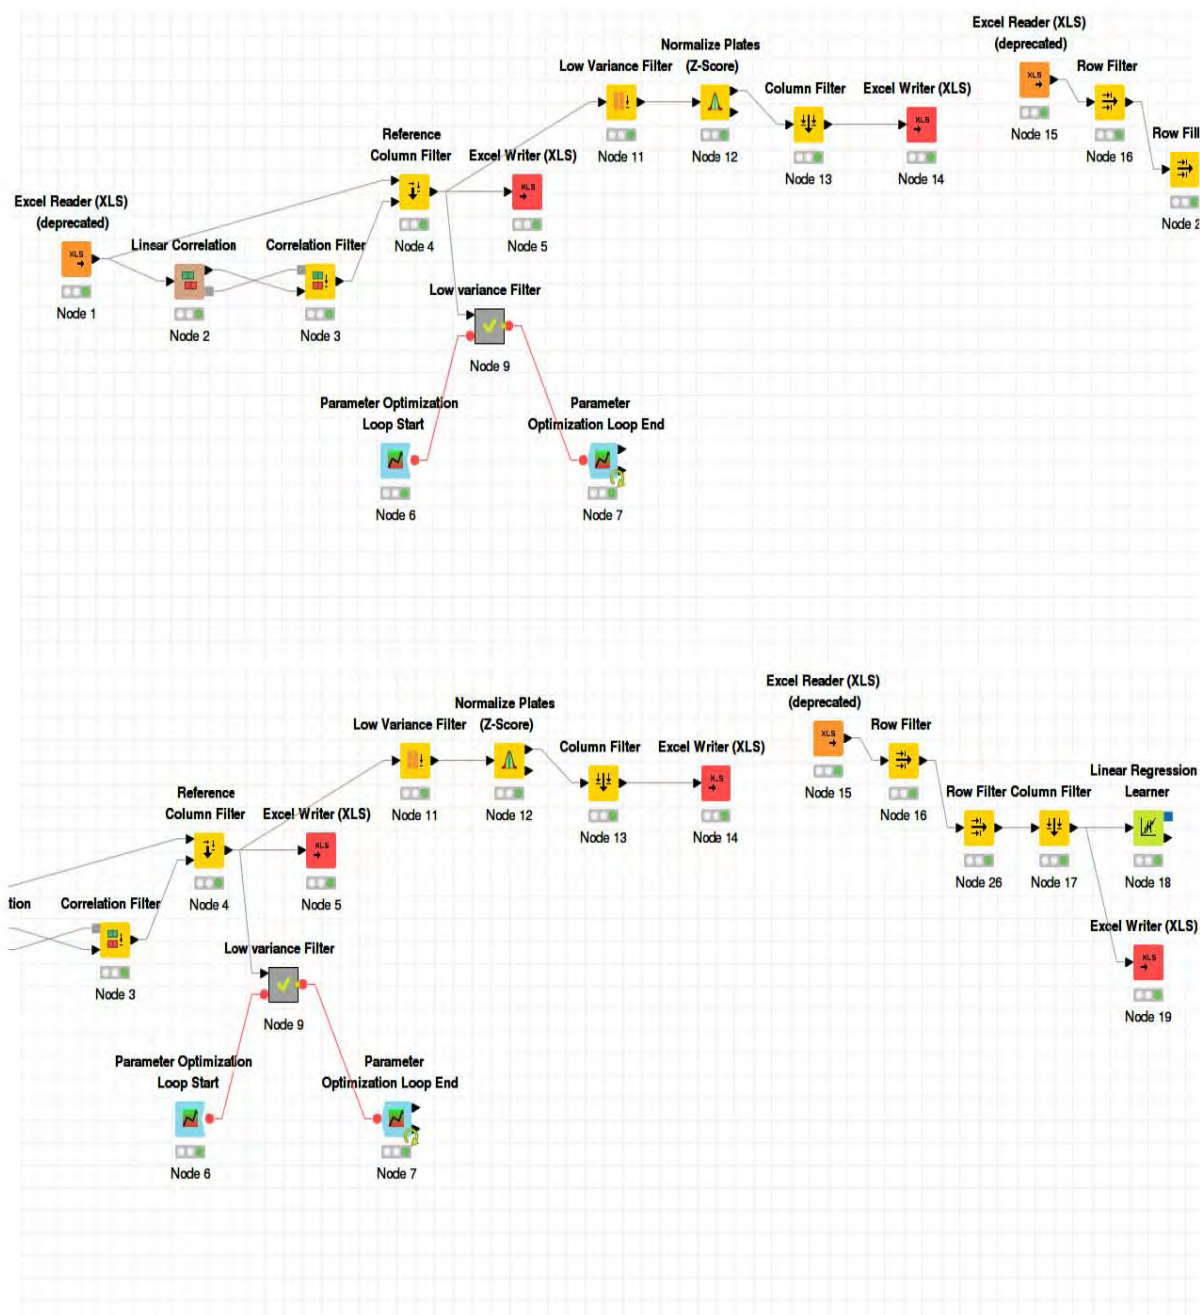 Excel Reader (XLS)
(deprecated)
XLS
Node 1
Linear Correlation
Node 2
Correlation Filter
Node 3
Reference
Column Filter
Node 4
Excel Writer (XLS)
XLS
Node 5
Low variance Filter
Node 9
Parameter Optimization
Loop Start
Node 6
Parameter
Optimization Loop End
Node 7
Low Variance Filter
Node 11
Normalize Plates
(Z-Score)
Node 12
Column Filter
Node 13
Excel Writer (XLS)
XLS
Node 14
Excel Reader (XLS)
(deprecated)
XLS
Node 15
Row Filter
Node 16
Row Fil
Node 2
tion
Correlation Filter
Node 3
Reference
Column Filter
Node 4
Excel Writer (XLS)
XLS
Node 5
Low variance Filter
Node 9
Parameter Optimization
Loop Start
Node 6
Parameter
Optimization Loop End
Node 7
Low Variance Filter
Node 11
Normalize Plates
(Z-Score)
Node 12
Column Filter
Node 13
Excel Writer (XLS)
XLS
Node 14
Excel Reader (XLS)
(deprecated)
XLS
Node 15
Row Filter
Node 16
Row Filter
Node 26
Column Filter
Node 17
Linear Regression
Learner
Node 18
Excel Writer (XLS)
XLS
Node 19